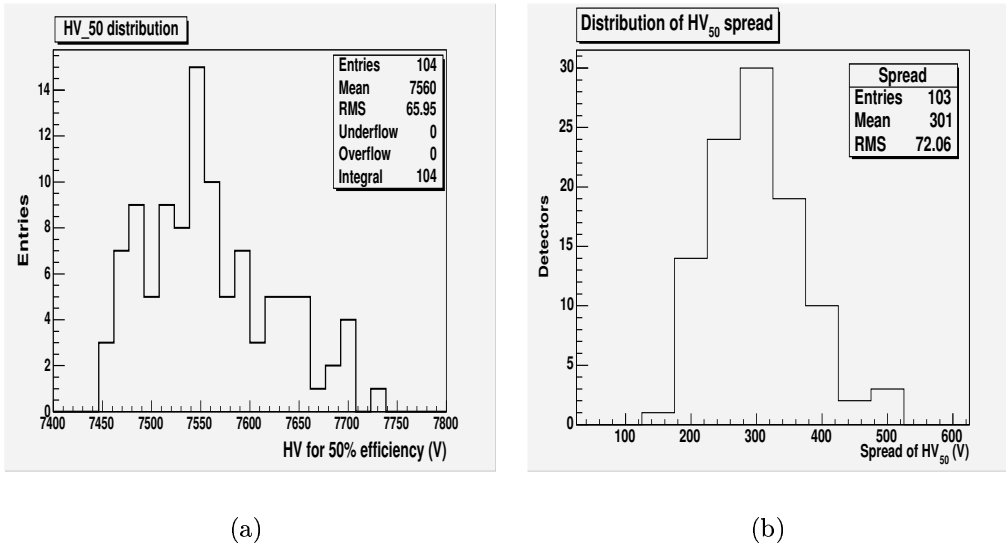 HV_50 distribution
Entries 104
Mean 7560
RMS 65.95
Underflow 0
Overflow 0
Integral 104
Entries
14
12
10
8
6
4
2
0
7400 7450 7500 7550 7600 7650 7700 7750 7800
HV for 50% efficiency (V)
(a)
Distribution of HV50 spread
Spread
Entries 103
Mean 301
RMS 72.06
Detectors
30
25
20
15
10
5
0
100 200 300 400 500 600
Spread of HV50 (V)
(b)